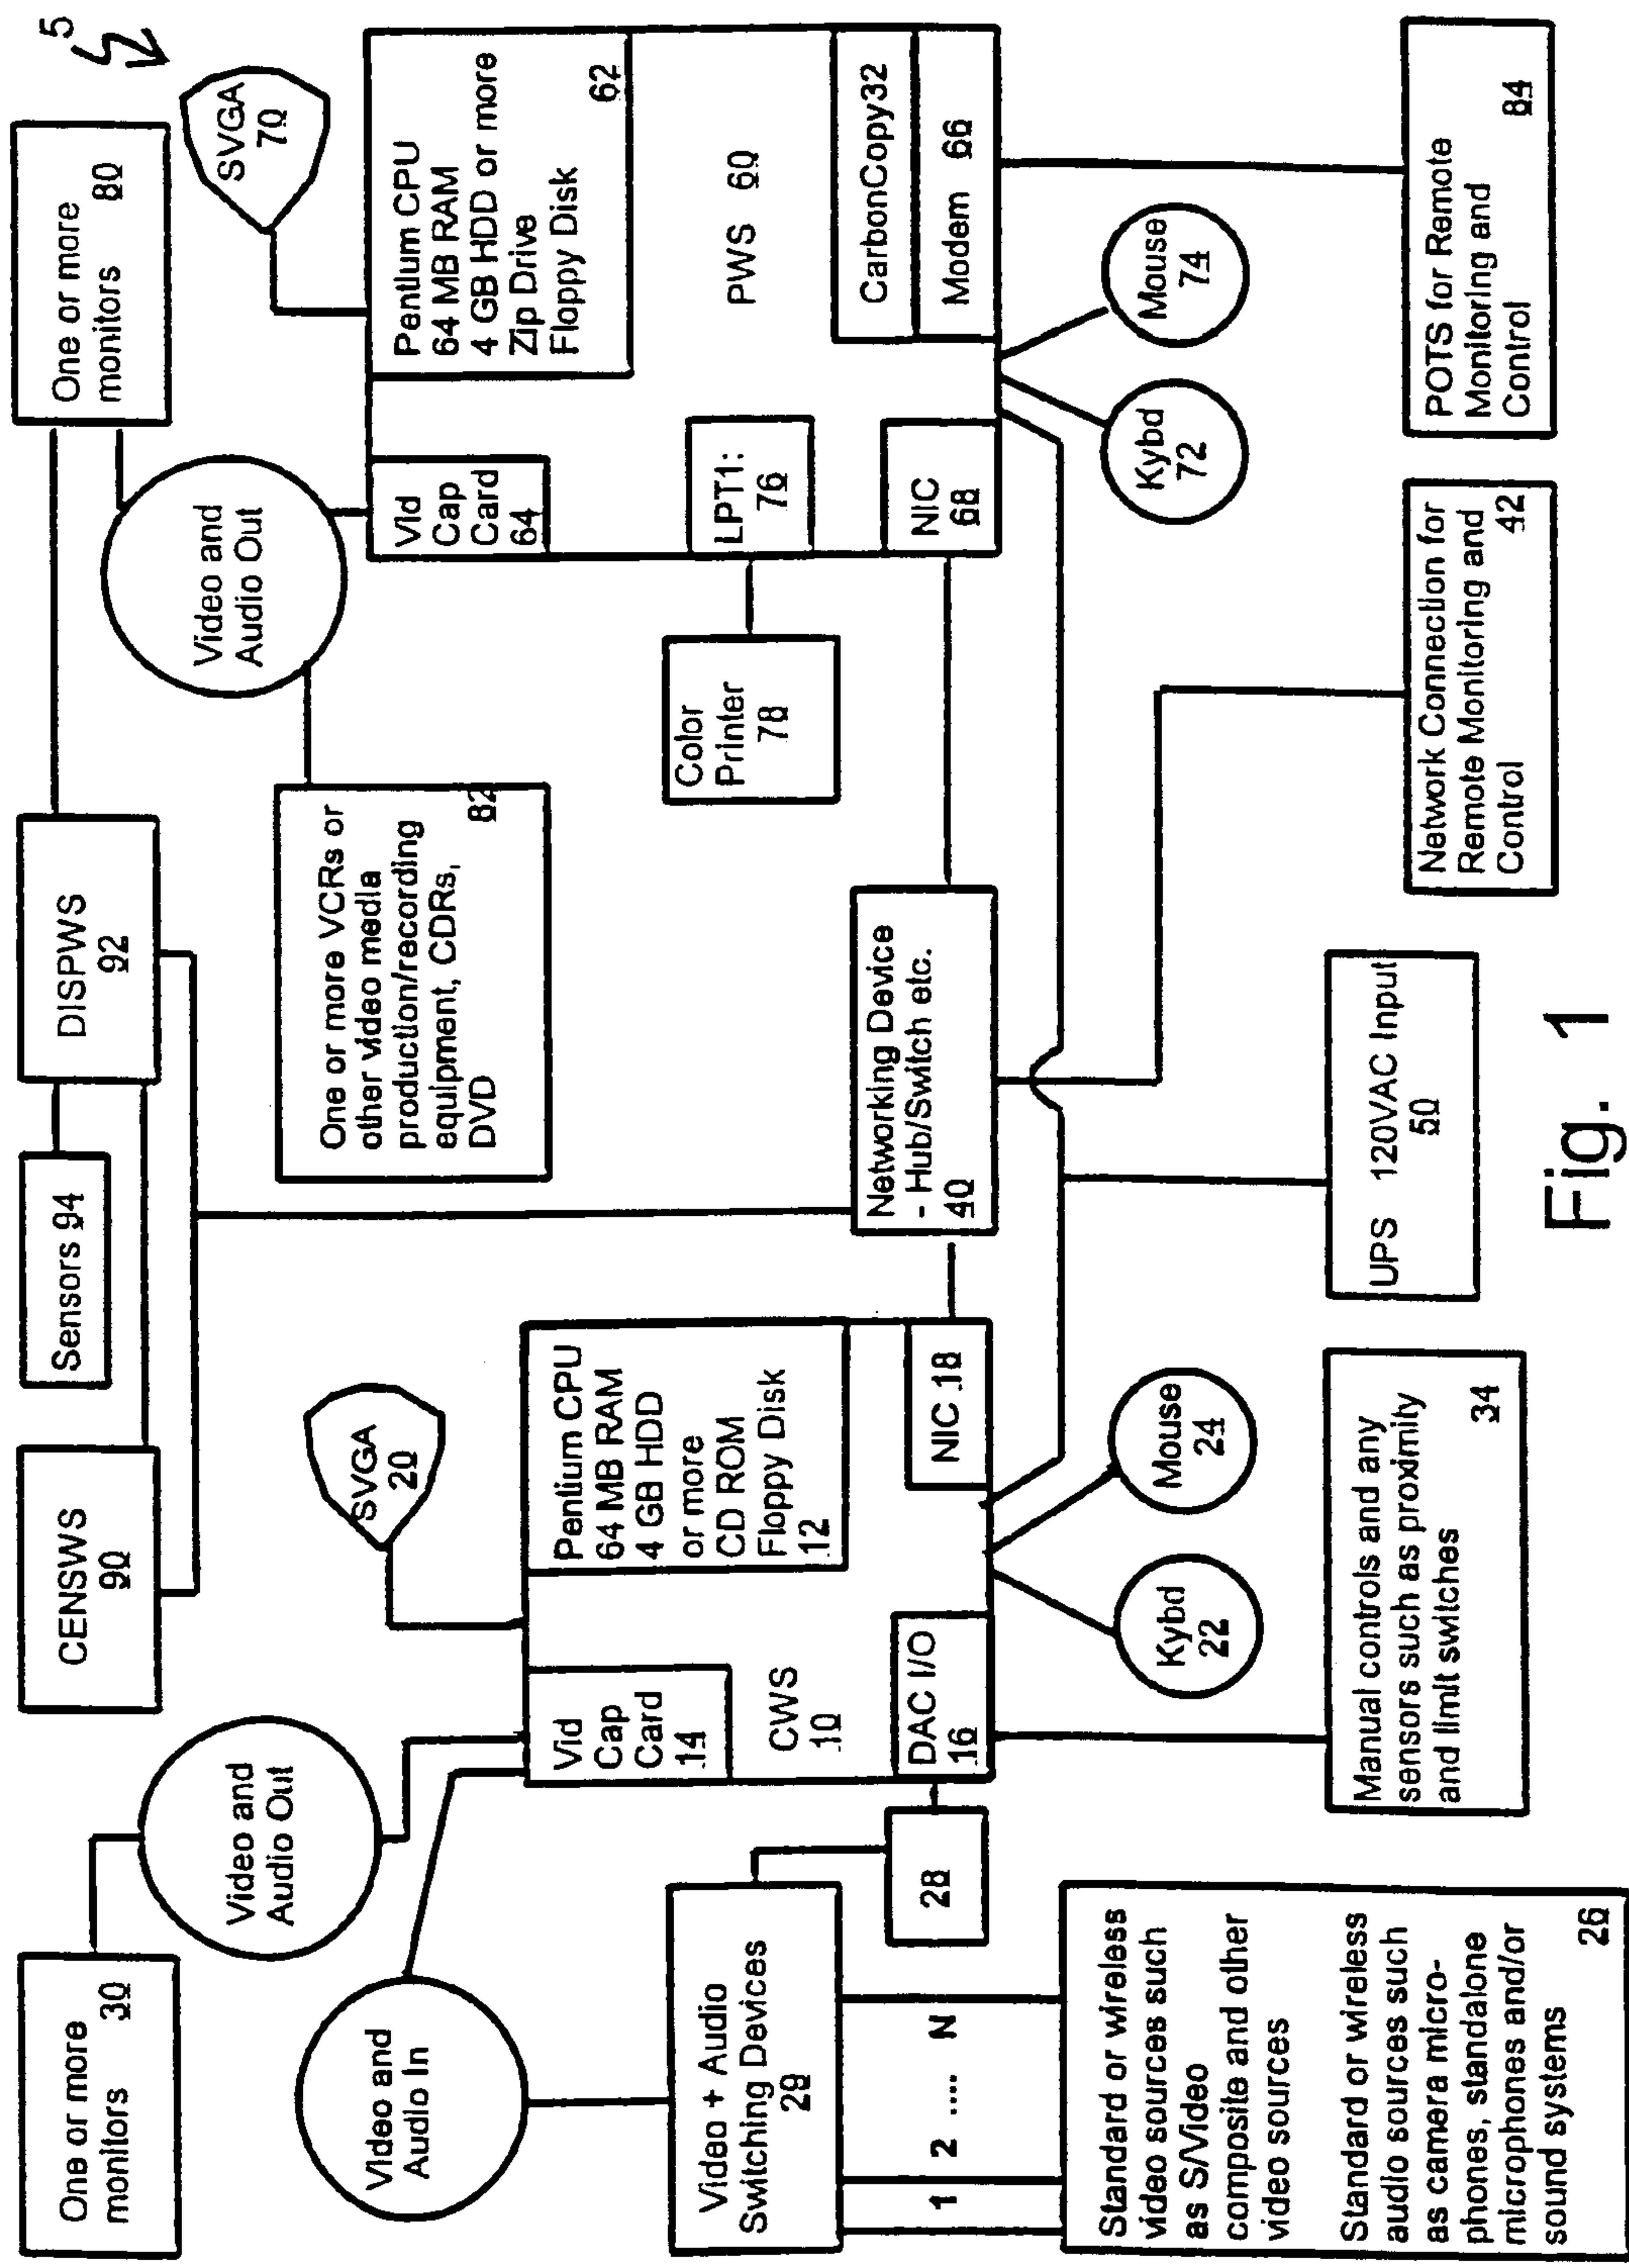 5
One or more
monitors 30
Video and
Audio Out
CENSWS
90
Sensors 94
DISPWS
92
One or more
monitors 80
Video and
Audio In
SVGA
20
One or more VCRs or
other video media
production/recording
equipment, CDRs,
DVD
82
Video and
Audio Out
SVGA
70
Vid
Cap
Card
14
CWS
10
DAC I/O
16
Pentium CPU
64 MB RAM
4 GB HDD
or more
CD ROM
Floppy Disk
12
NIC 18
Networking Device
- Hub/Switch etc.
40
Color
Printer
78
Vid
Cap
Card
64
LPT1:
76
NIC
68
Pentium CPU
64 MB RAM
4 GB HDD or more
Zip Drive
Floppy Disk
62
PWS 60
CarbonCopy32
Modem 66
Video + Audio
Switching Devices
29
28
1 2 .... N
Kybd
22
Mouse
24
Kybd
72
Mouse
74
Standard or wireless
video sources such
as S/Video
composite and other
video sources
Standard or wireless
audio sources such
as camera micro-
phones, standalone
microphones and/or
sound systems
26
Manual controls and any
sensors such as proximity
and limit switches
34
UPS 120VAC Input
50
Network Connection for
Remote Monitoring and
Control
42
POTS for Remote
Monitoring and
Control
84
Fig. 1